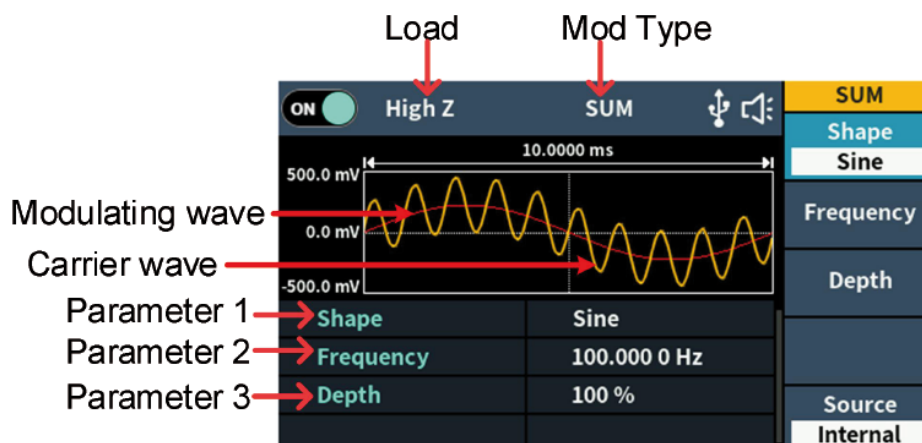 Load Mod Type
ON High Z SUM SUM
Shape
Sine
10.0000 ms
500.0 mV
Modulating wave
Frequency
0.0 mV
Carrier wave
Depth
-500.0 mV
Parameter 1 Shape Sine
Parameter 2 Frequency 100.000 0 Hz
Parameter 3 Depth 100 %
Source
Internal